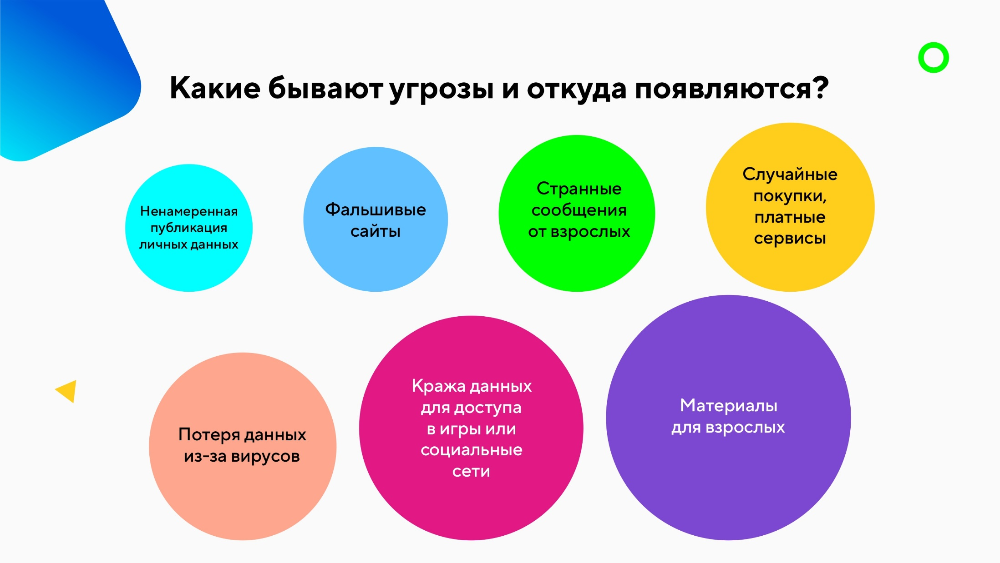 Какие бывают угрозы и откуда появляются?
Ненамеренная
публикация
личных данных
Фальшивые
сайты
Странные
сообщения
от взрослых
Случайные
покупки,
платные
сервисы
Потеря данных
из-за вирусов
Кража данных
для доступа
в игры или
социальные
сети
Материалы
для взрослых